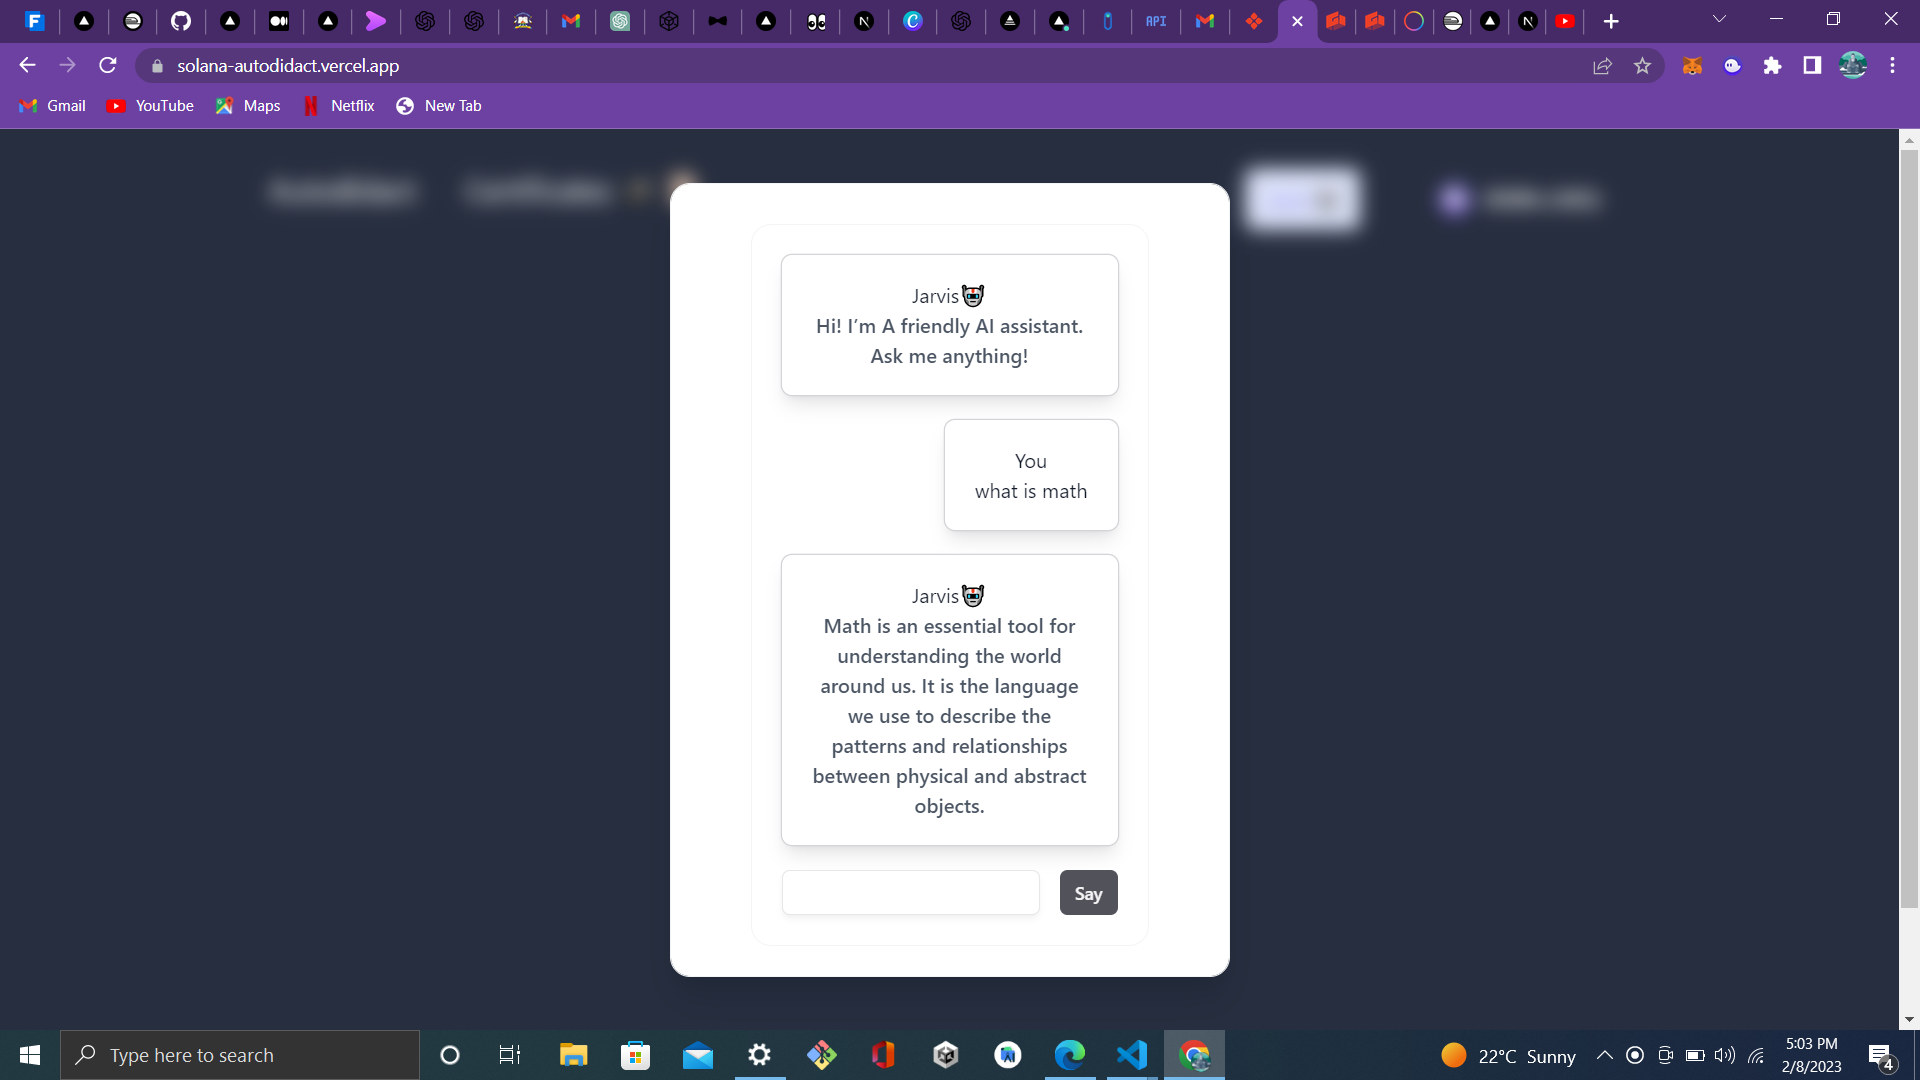 API
solana-autodidact.vercel.app
Gmail YouTube Maps Netflix New Tab
Autodidact Certificates
Jarvis
Hi! I'm A friendly AI assistant.
Ask me anything!
You
what is math
Jarvis
Math is an essential tool for
understanding the world
around us. It is the language
we use to describe the
patterns and relationships
between physical and abstract
objects.
Say
Type here to search
22°C Sunny
5:03 PM
2/8/2023
4